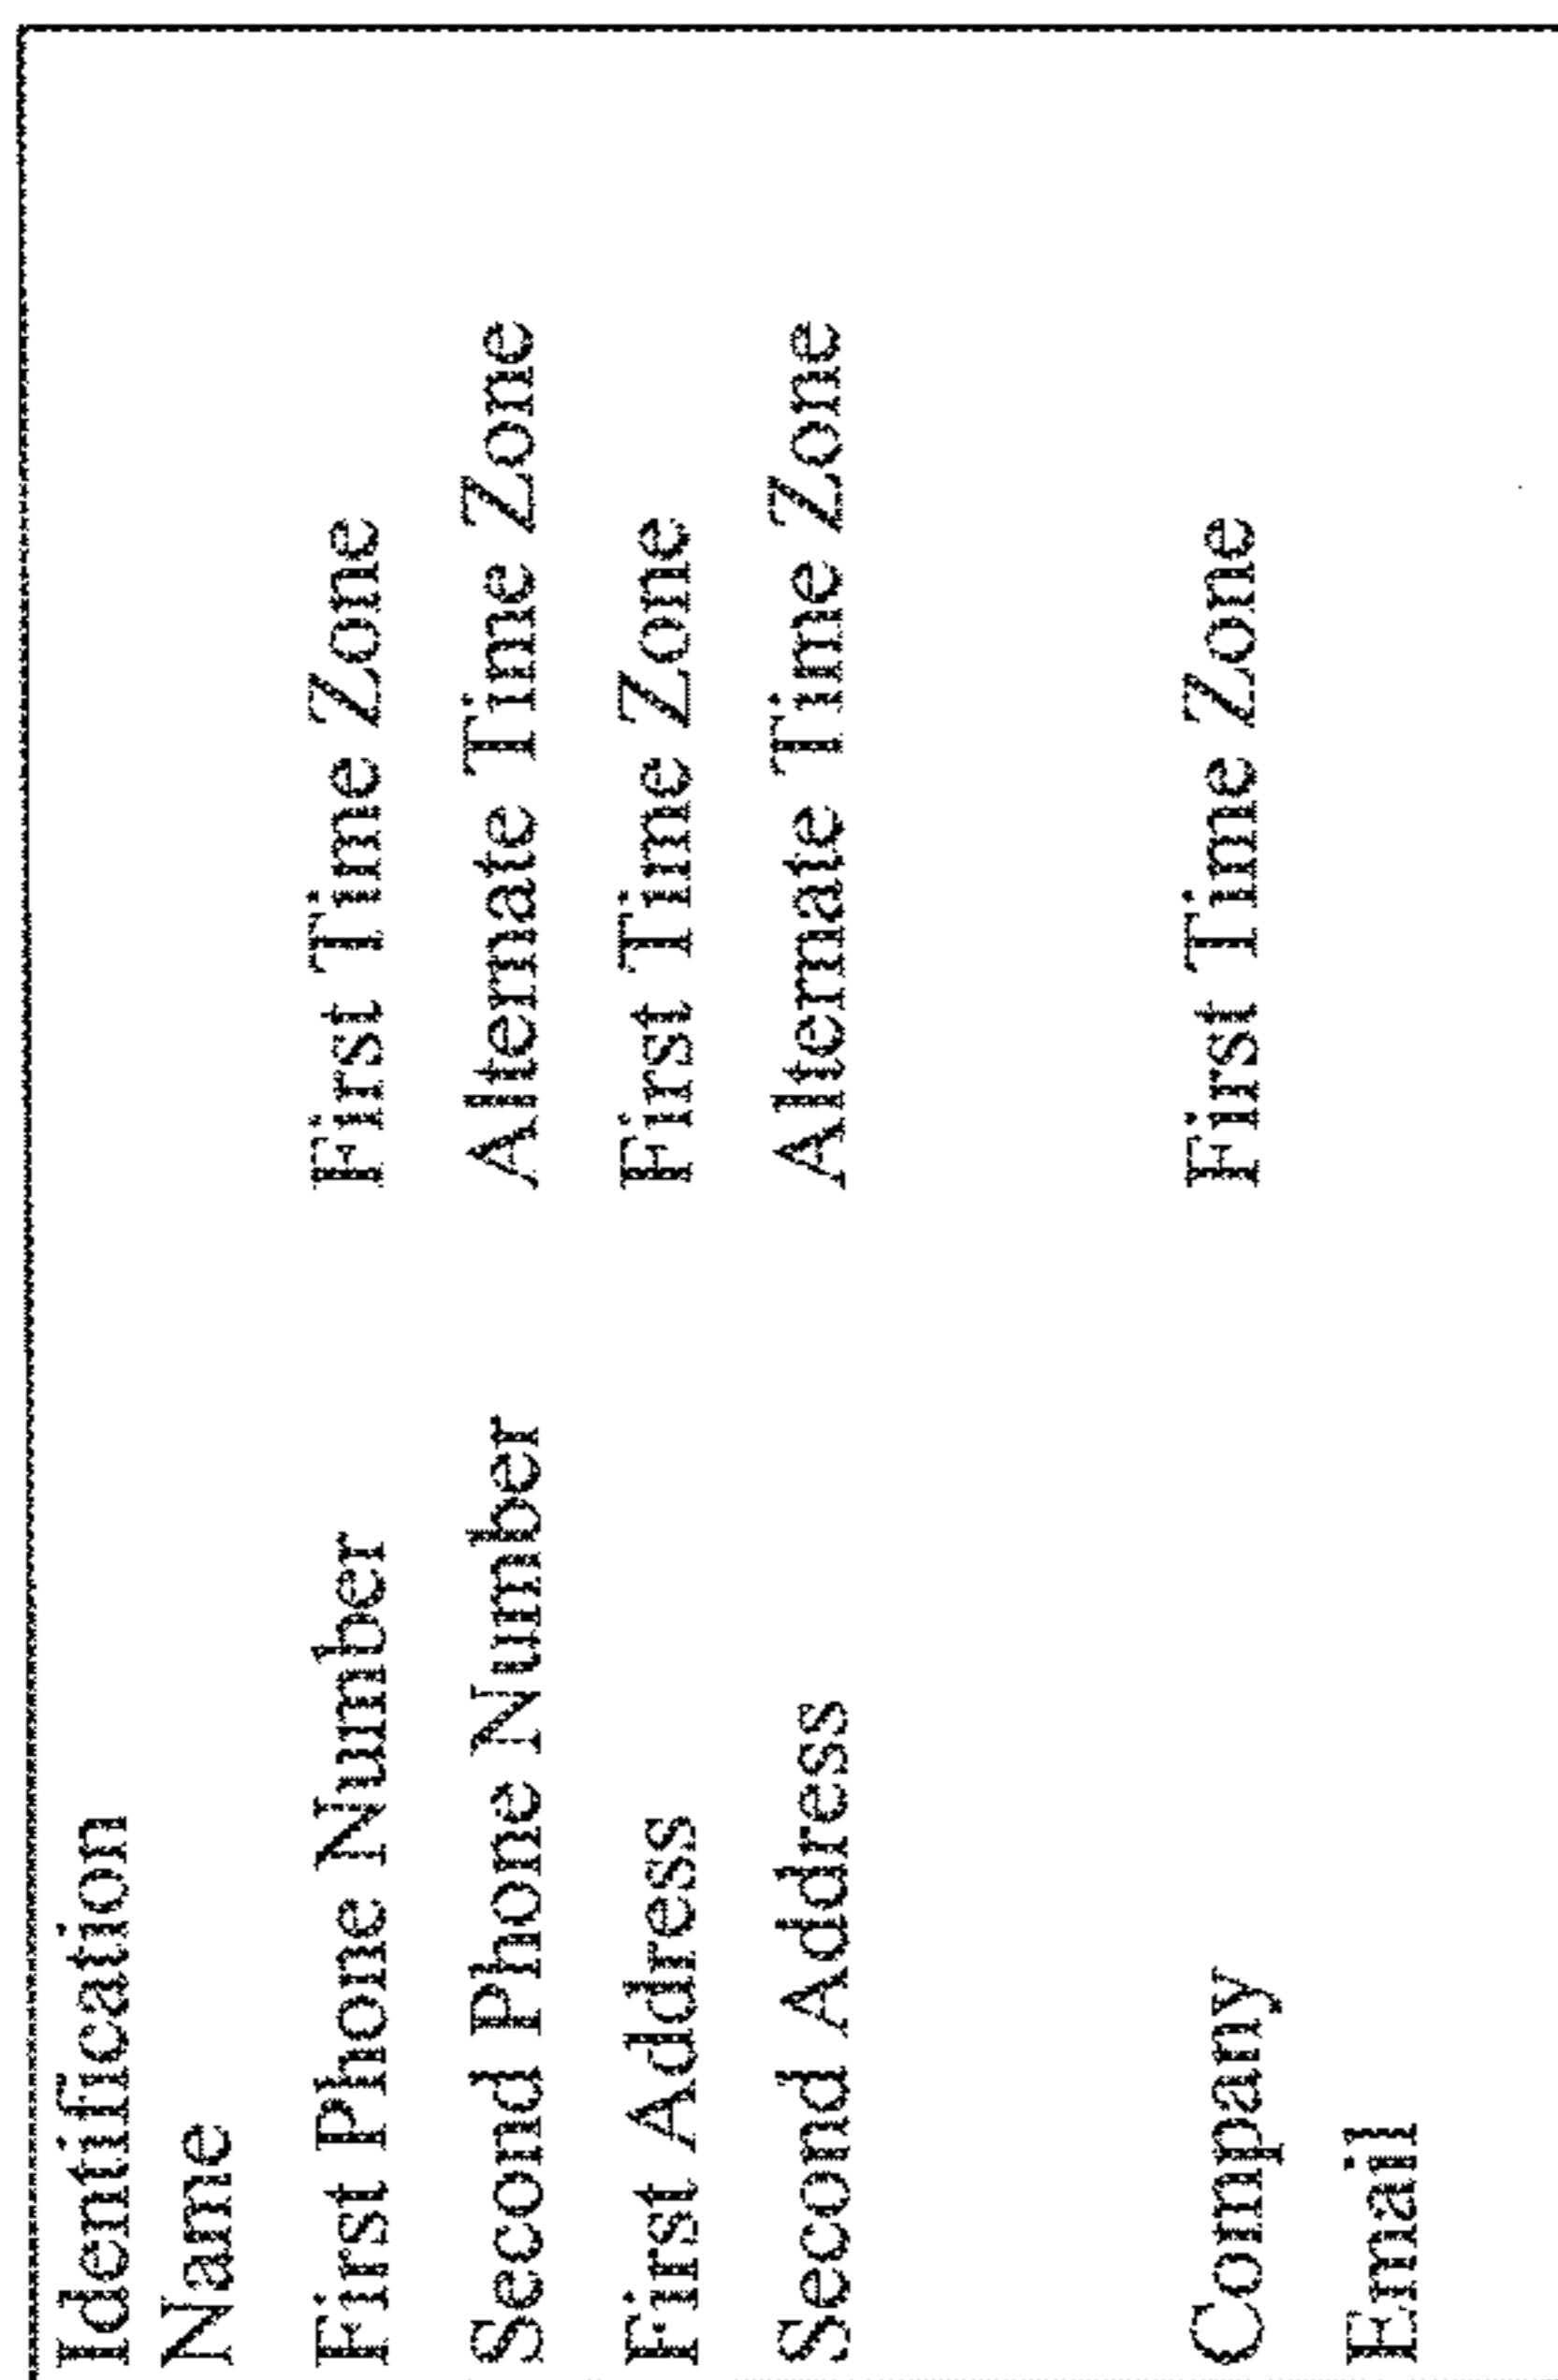 Identification
Name
First Phone Number First Time Zone
Second Phone Number Alternate Time Zone
First Address First Time Zone
Second Address Alternate Time Zone
Company First Time Zone
Email